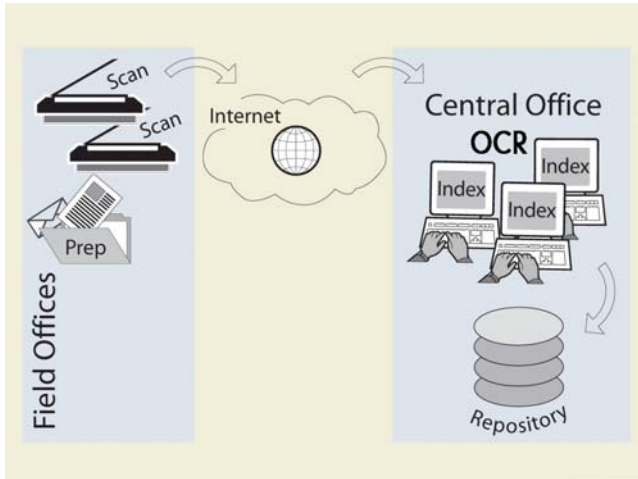 Scan
Scan
Prep
Field Offices
Internet
Central Office
OCR
Index
Index
Index
Repository